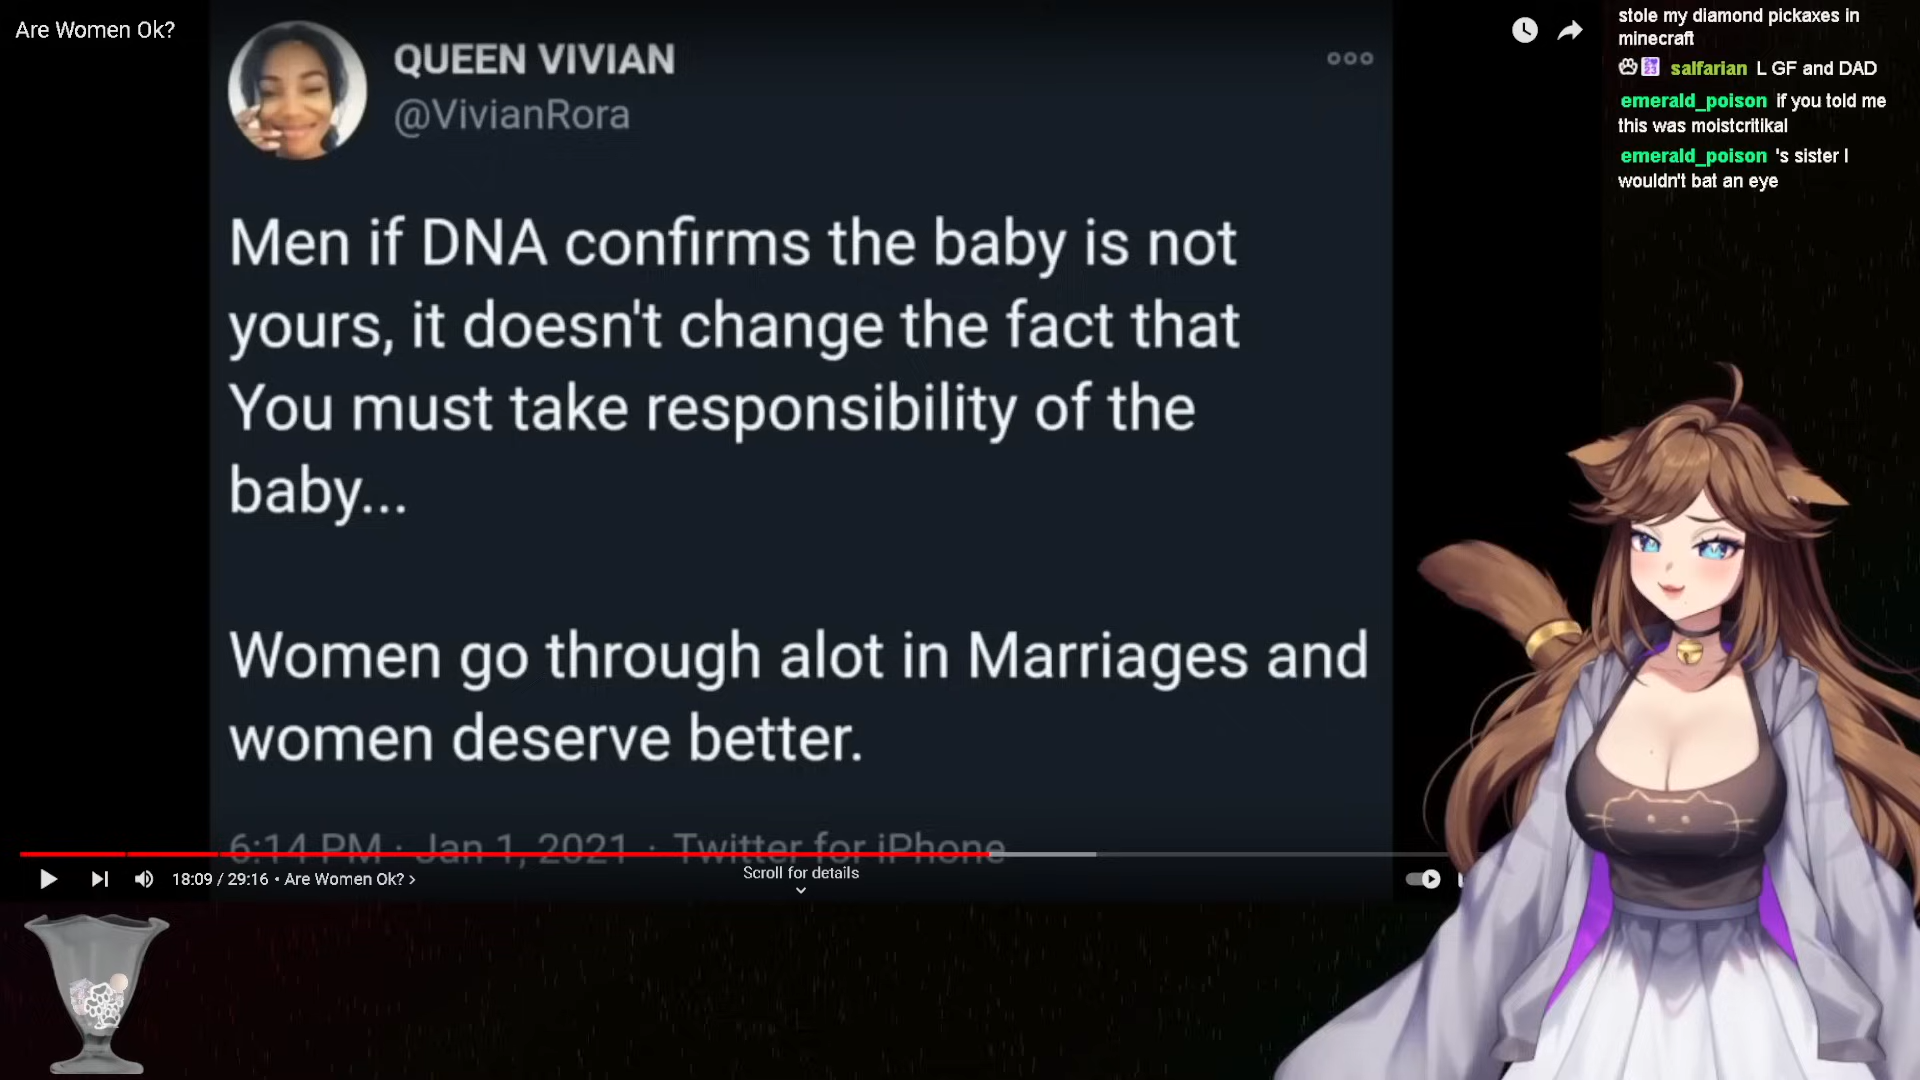 Are Women Ok?
QUEEN VIVIAN
@VivianRora
Men if DNA confirms the baby is not
yours, it doesn't change the fact that
You must take responsibility of the
baby...
Women go through alot in Marriages and
women deserve better.
6:14 PM · Jan 1, 2021 · Twitter for iPhone
Scroll for details
18:09 / 29:16 • Are Women Ok? ›
stole my diamond pickaxes in
minecraft
salfarian L GF and DAD
emerald_poison if you told me
this was moistcritikal
emerald_poison 's sister I
wouldn't bat an eye